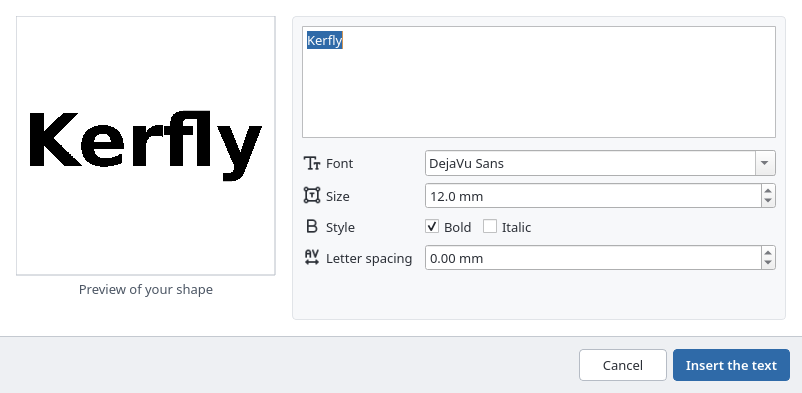 Kerfly
Preview of your shape
Kerfly
Font
DejaVu Sans
Size
12.0 mm
Style
Bold
Italic
Letter spacing
0.00 mm
Cancel
Insert the text